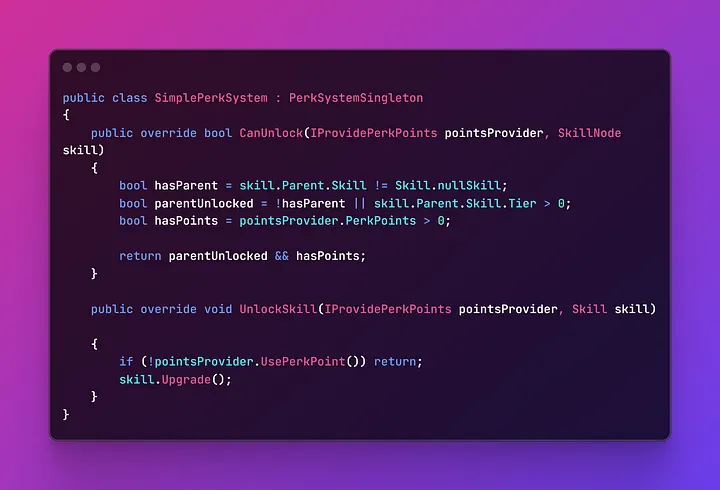 public class SimplePerkSystem : PerkSystemSingleton
{
    public override bool CanUnlock(IProvidePerkPoints pointsProvider, SkillNode
skill)
    {
        bool hasParent = skill.Parent.Skill != Skill.nullSkill;
        bool parentUnlocked = !hasParent || skill.Parent.Skill.Tier > 0;
        bool hasPoints = pointsProvider.PerkPoints > 0;

        return parentUnlocked && hasPoints;
    }

    public override void UnlockSkill(IProvidePerkPoints pointsProvider, Skill skill)

    {
        if (!pointsProvider.UsePerkPoint()) return;
        skill.Upgrade();
    }
}